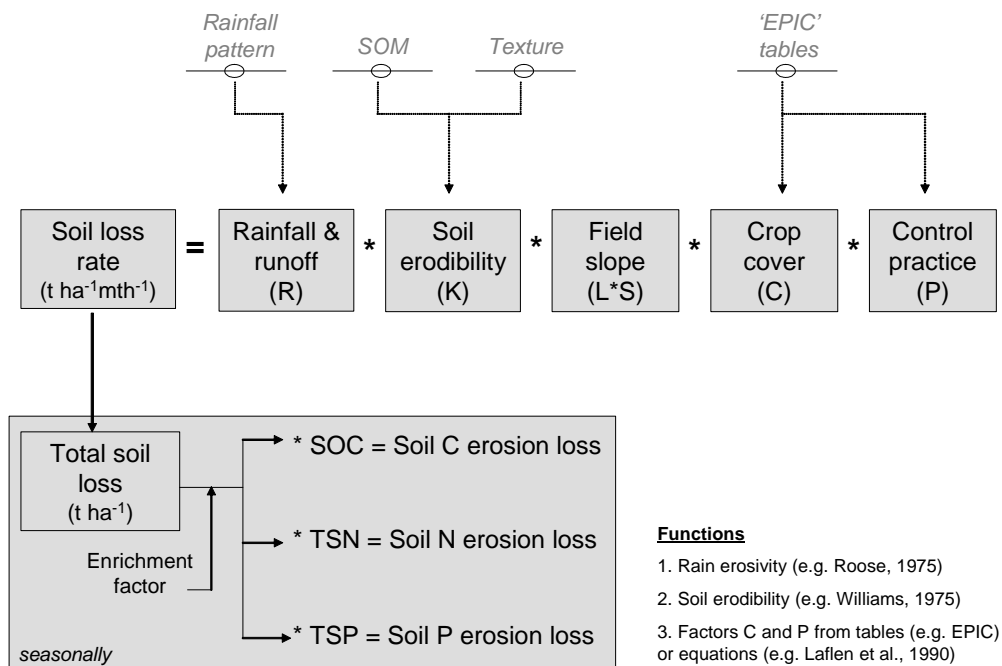 Rainfall
pattern
SOM
Texture
'EPIC'
tables
Soil loss
rate
(t ha⁻¹mth⁻¹)
=
Rainfall &
runoff
(R)
*
Soil
erodibility
(K)
*
Field
slope
(L*S)
*
Crop
cover
(C)
*
Control
practice
(P)
Total soil
loss
(t ha⁻¹)
Enrichment
factor
* SOC = Soil C erosion loss
* TSN = Soil N erosion loss
* TSP = Soil P erosion loss
seasonally
Functions
1. Rain erosivity (e.g. Roose, 1975)
2. Soil erodibility (e.g. Williams, 1975)
3. Factors C and P from tables (e.g. EPIC)
or equations (e.g. Laflen et al., 1990)